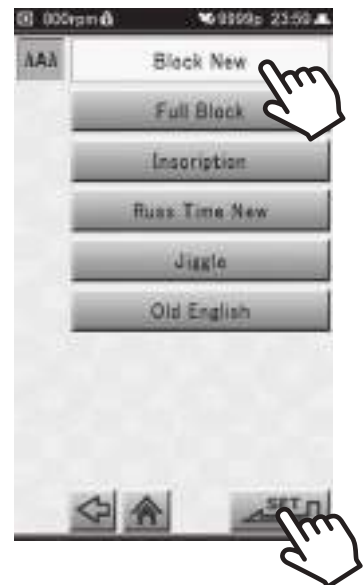 000rpm 9999p 23:59
AAA Block New
Full Block
Inscription
Russ Time New
Jiggle
Old English
SET